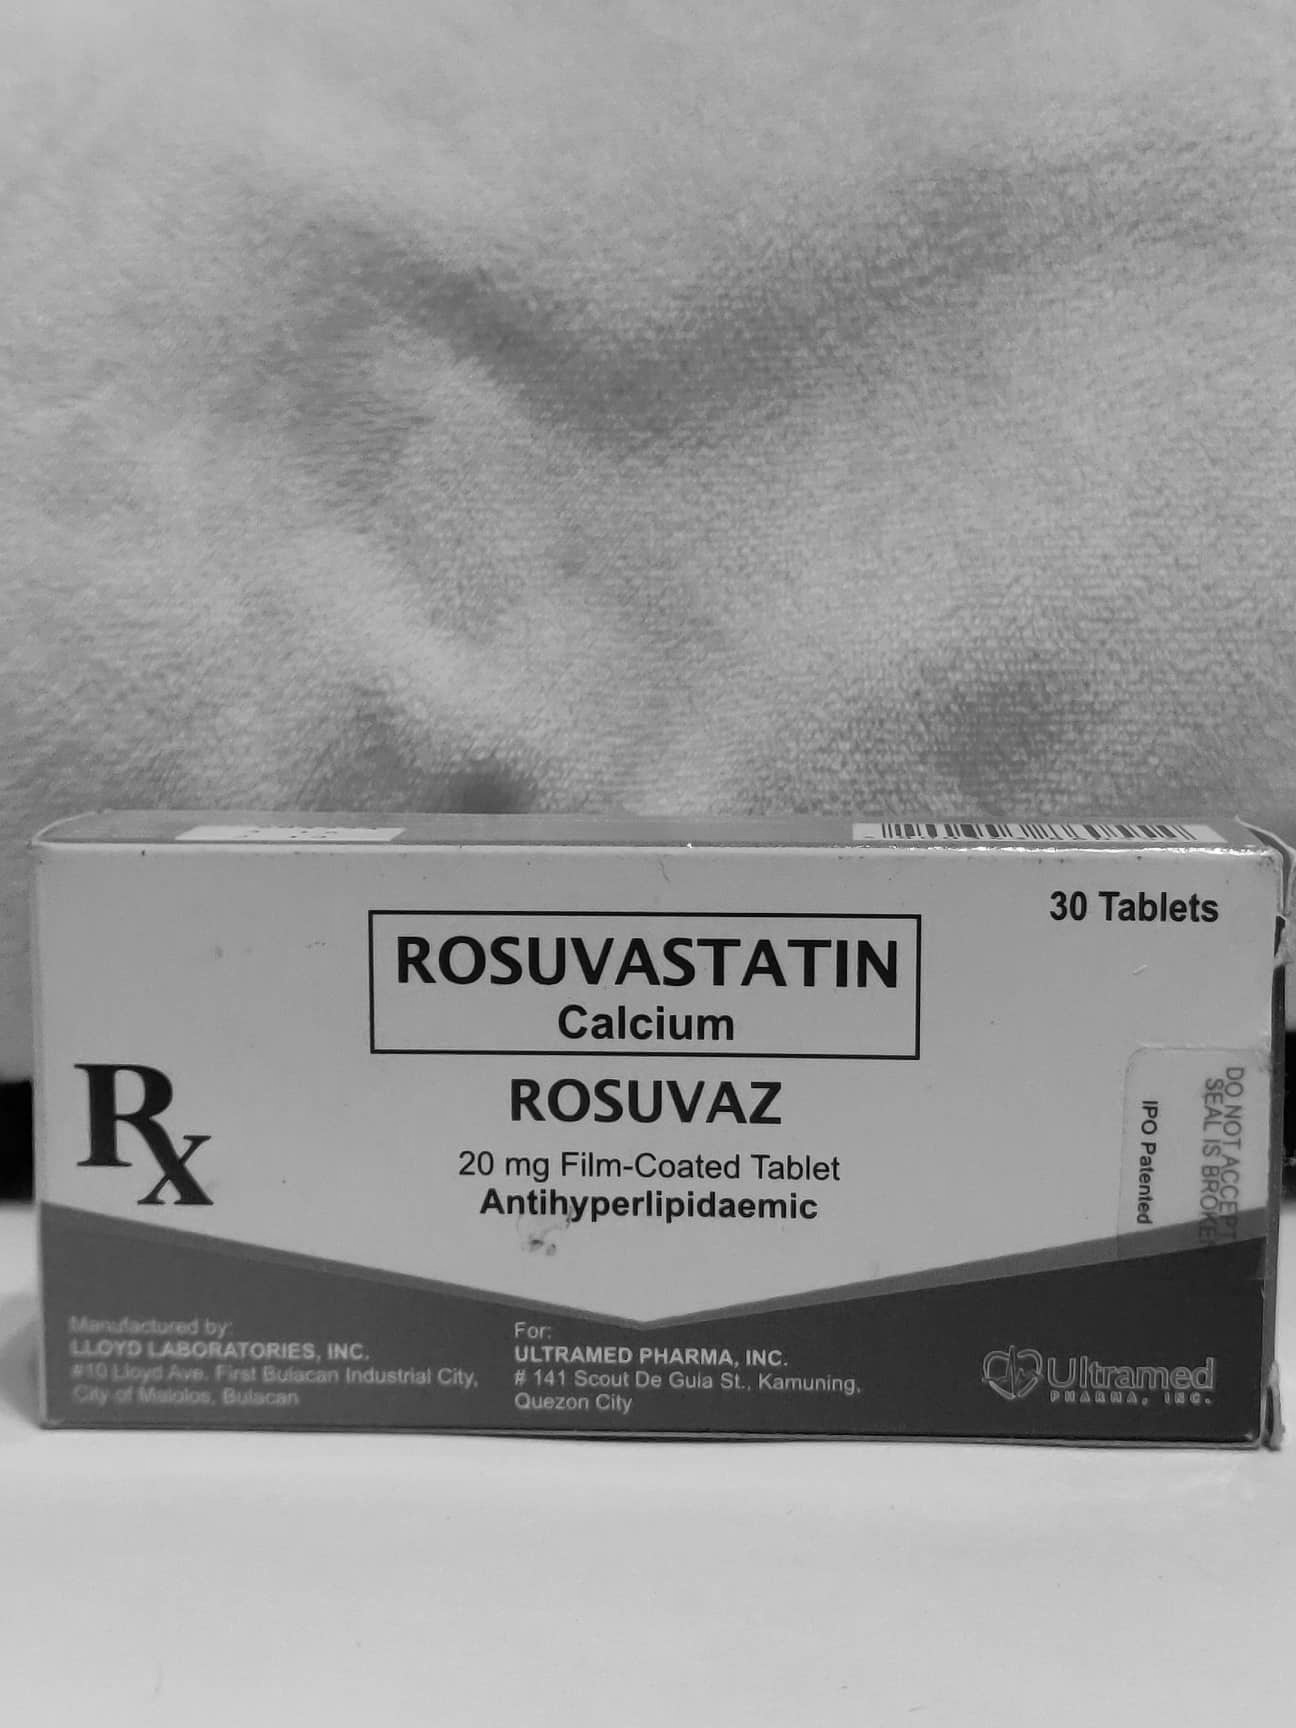 30 Tablets
ROSUVASTATIN
Calcium
ROSUVAZ
20 mg Film-Coated Tablet
Antihyperlipidaemic
Rx
DO NOT ACCEPT
SEAL IS BROKE
IPO Patented
Manufactured by:
LLOYD LABORATORIES, INC.
#10 Lloyd Ave. First Bulacan Industrial City,
City of Malolos, Bulacan
For:
ULTRAMED PHARMA, INC.
# 141 Scout De Guia St., Kamuning,
Quezon City
Ultramed
PHARMA, INC.